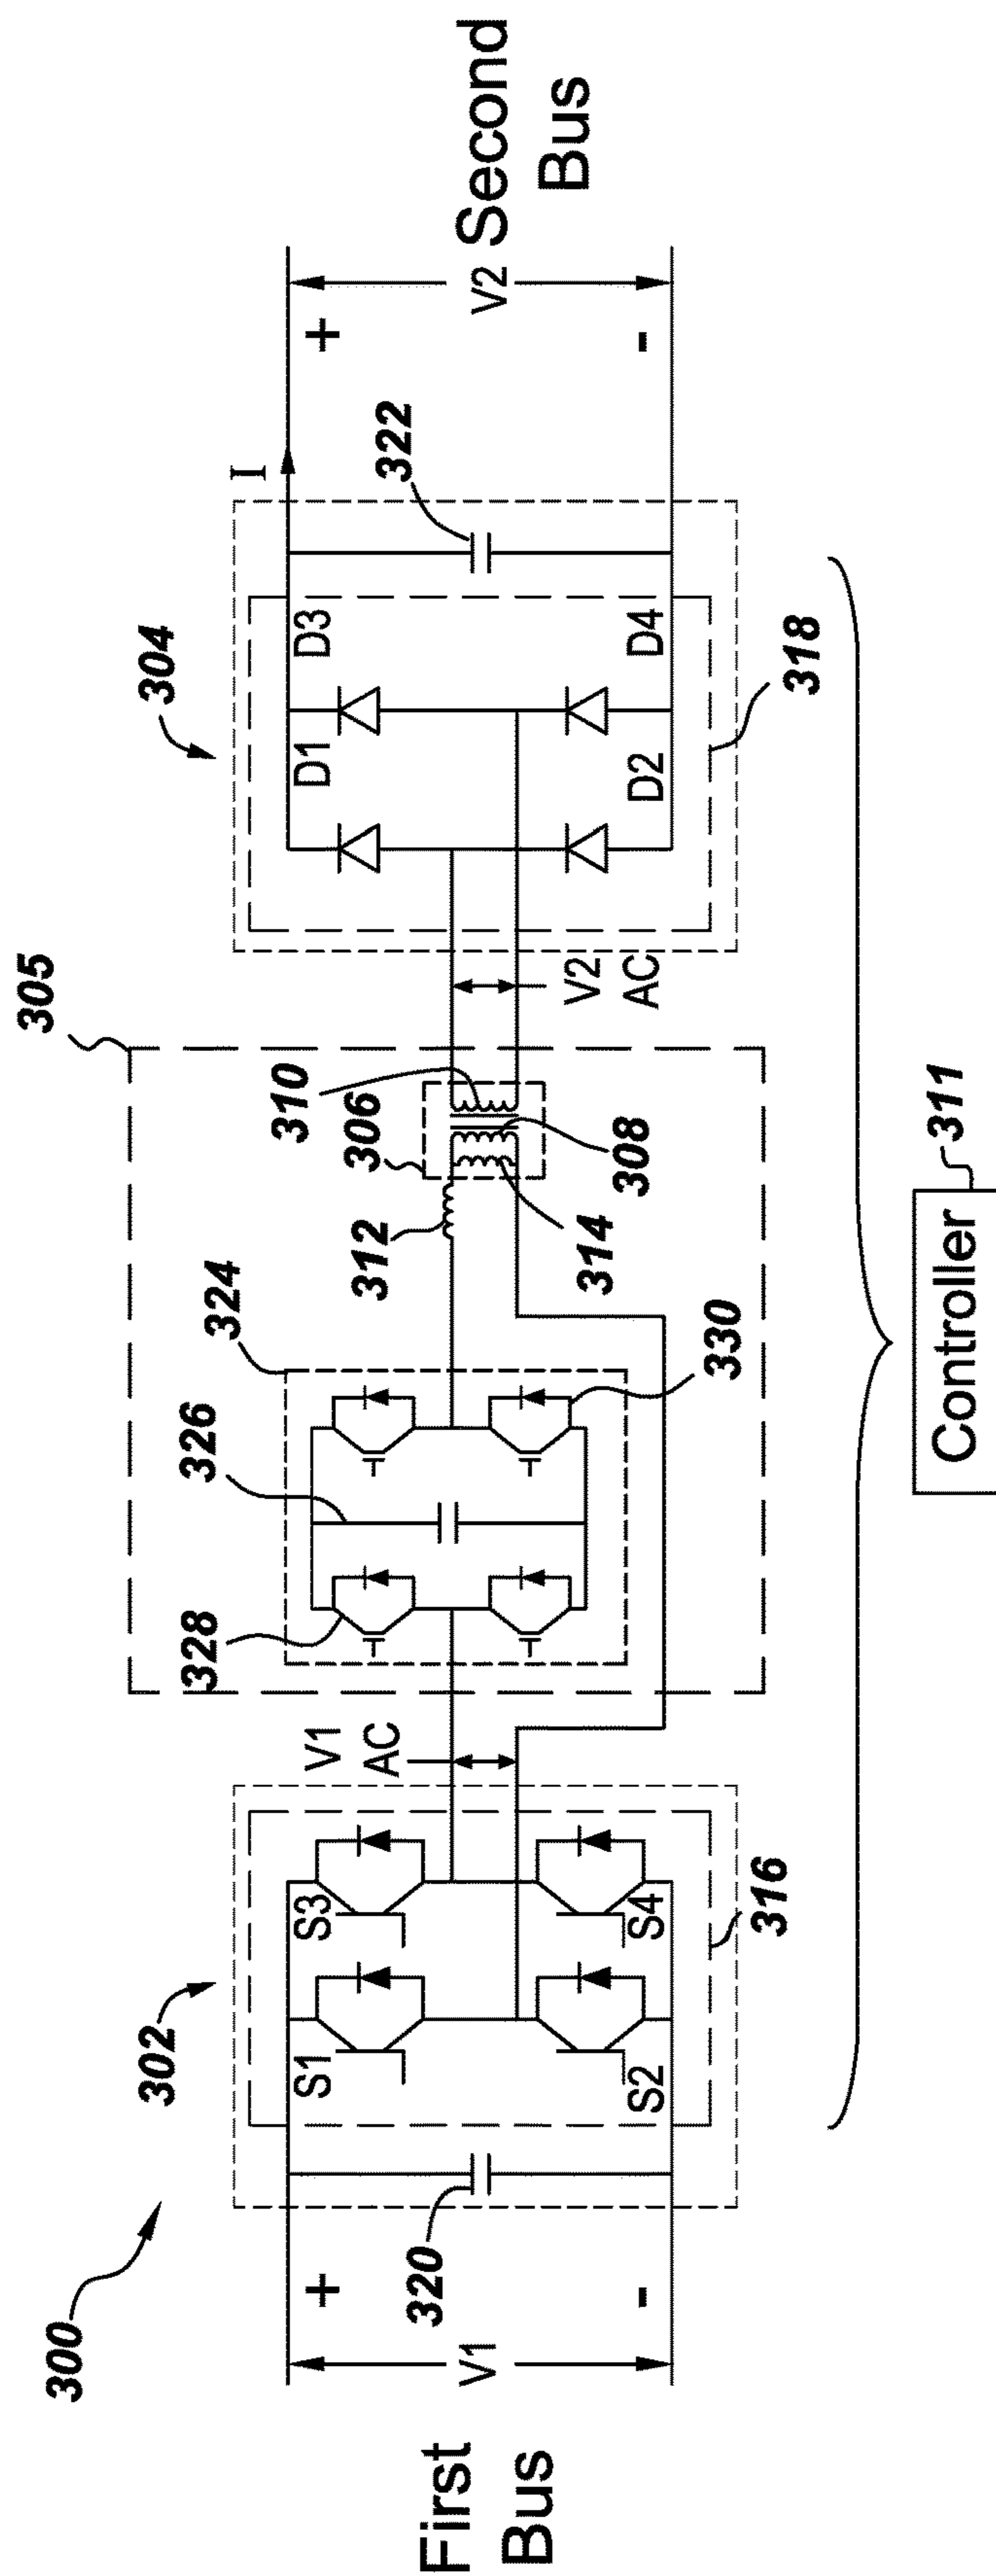 300
302
304
305
306
310
308
312
314
324
326
328
330
V1
AC
V2
AC
First
Bus
+
V1
-
320
S1
S3
S2
S4
316
D1
D3
D2
D4
318
322
I
+
V2
-
Second
Bus
Controller
311